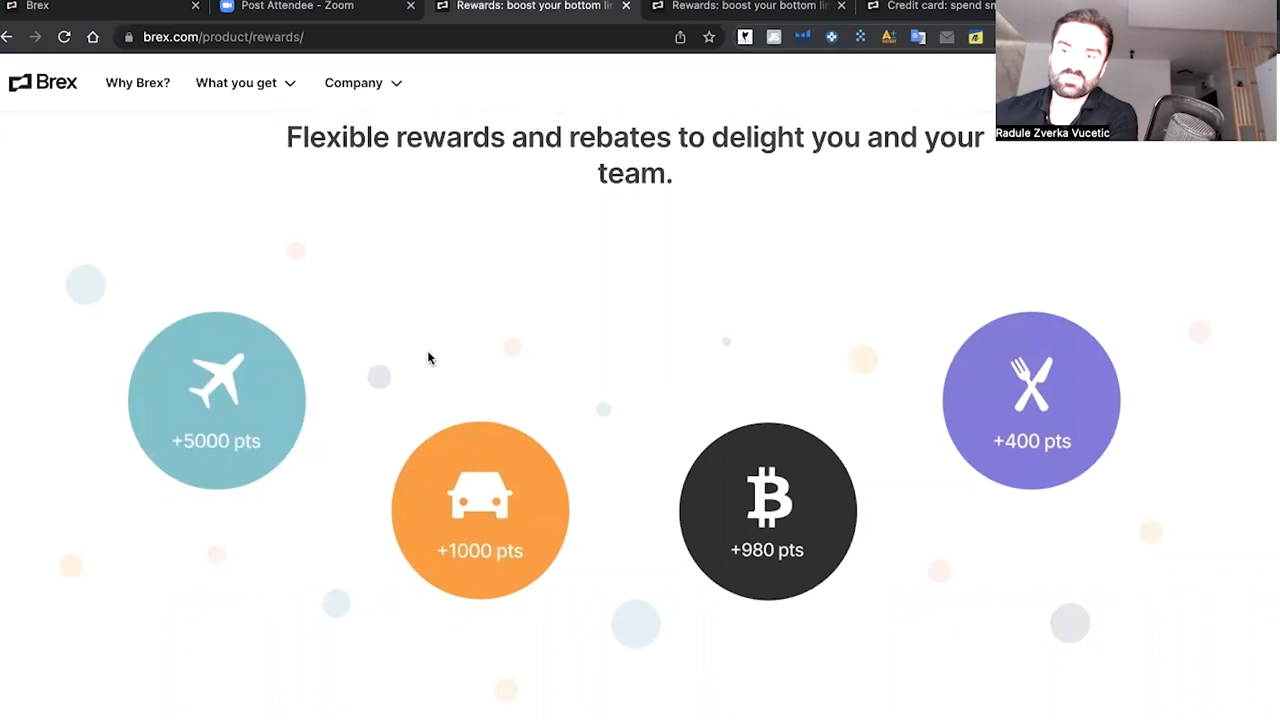 Brex
Post Attendee - Zoom
Rewards: boost your bottom lin
Rewards: boost your bottom lin
Credit card: spend sm
brex.com/product/rewards/
Brex
Why Brex?
What you get
Company
Radule Zverka Vucetic
Flexible rewards and rebates to delight you and your
team.
+5000 pts
+400 pts
+1000 pts
+980 pts